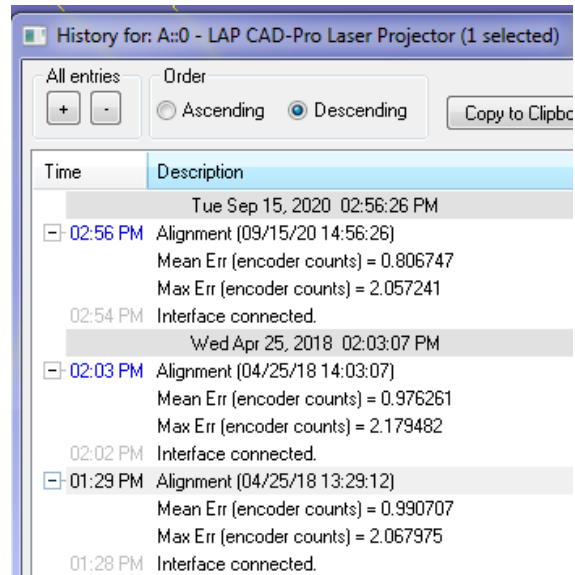 History for: A::0 - LAP CAD-Pro Laser Projector (1 selected)
All entries
Order
+ -
Ascending Descending
Copy to
Time Description
Tue Sep 15, 2020 02:56:26 PM
02:56 PM Alignment (09/15/20 14:56:26)
Mean Err (encoder counts) = 0.806747
Max Err (encoder counts) = 2.057241
02:54 PM Interface connected.
Wed Apr 25, 2018 02:03:07 PM
02:03 PM Alignment (04/25/18 14:03:07)
Mean Err (encoder counts) = 0.976261
Max Err (encoder counts) = 2.179482
02:02 PM Interface connected.
01:29 PM Alignment (04/25/18 13:29:12)
Mean Err (encoder counts) = 0.990707
Max Err (encoder counts) = 2.067975
01:28 PM Interface connected.